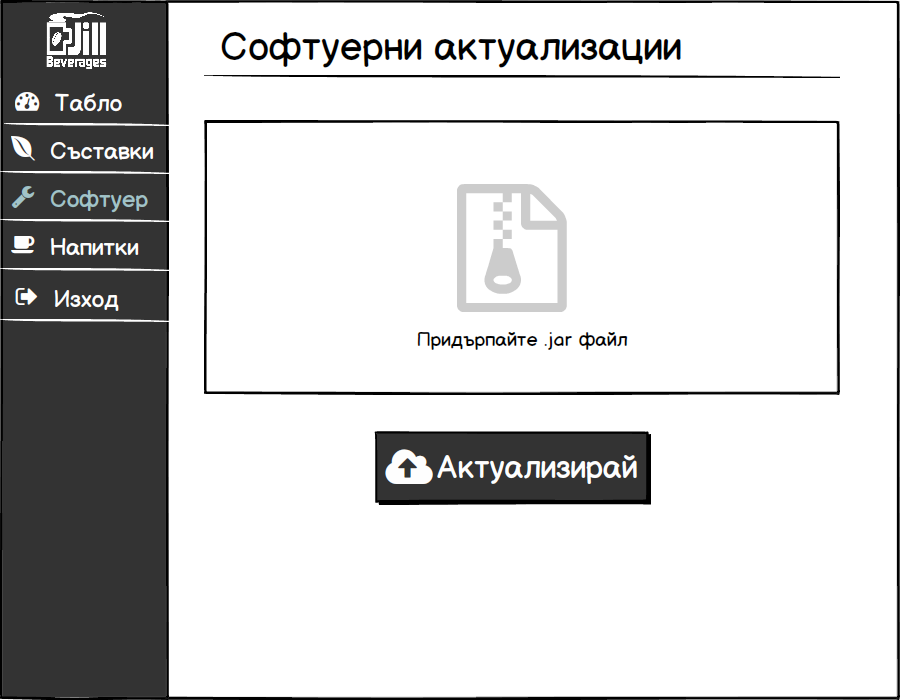 Jill
Beverages
Табло
Съставки
Софтуер
Напитки
Изход
Софтуерни актуализации
Придърпайте .jar файл
Актуализирай